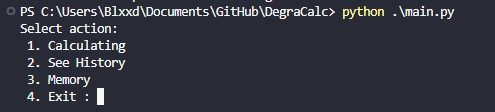 PS C:\Users\Blxxd\Documents\GitHub\DegraCalc> python .\main.py
Select action:
1. Calculating
2. See History
3. Memory
4. Exit :